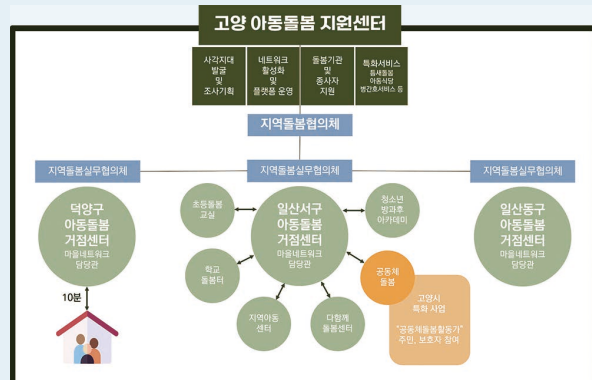 고양 아동돌봄 지원센터
사각지대
발굴
및
조사기획
네트워크
활성화
및
플랫폼 운영
돌봄기관
및
종사자
지원
특화서비스
틈새돌봄
아동식당
병간호서비스 등
지역돌봄협의체
지역돌봄실무협의체
지역돌봄실무협의체
지역돌봄실무협의체
덕양구
아동돌봄
거점센터
마을네트워크
담당관
10분
초등돌봄
교실
학교
돌봄터
지역아동
센터
일산서구
아동돌봄
거점센터
마을네트워크
담당관
다함께
돌봄센터
청소년
방과후
아카데미
공동체
돌봄
고양시
특화 사업
"공동체돌봄활동가"
주민, 보호자 참여
일산동구
아동돌봄
거점센터
마을네트워크
담당관